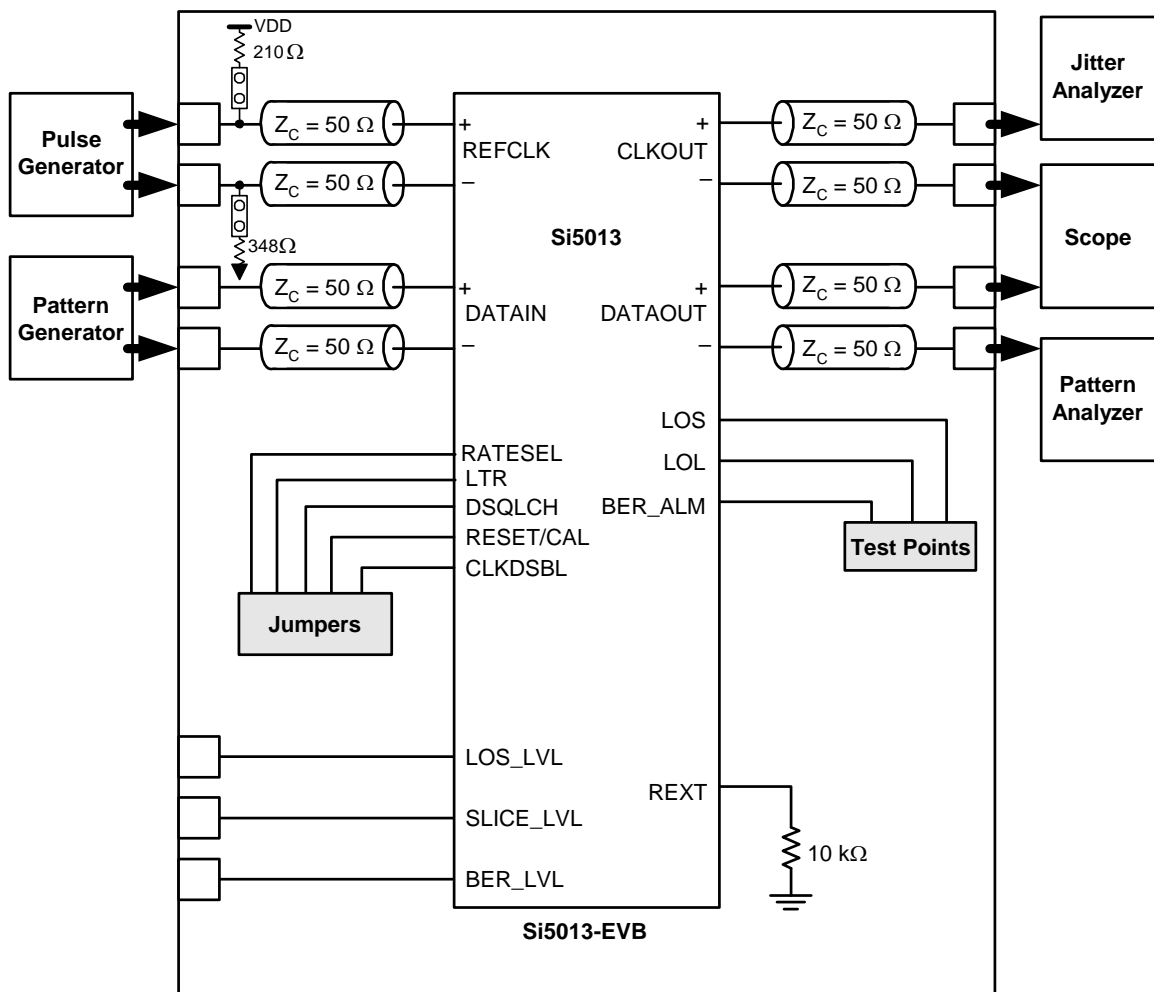 VDD
210 Ω
Pulse
Generator
Z_C = 50 Ω
+
REFCLK
Z_C = 50 Ω
–
348Ω
Pattern
Generator
Z_C = 50 Ω
+
DATAIN
Z_C = 50 Ω
–
Si5013
+
CLKOUT
Z_C = 50 Ω
–
Z_C = 50 Ω
+
DATAOUT
Z_C = 50 Ω
–
Z_C = 50 Ω
Jitter
Analyzer
Scope
Pattern
Analyzer
RATESEL
LTR
DSQLCH
RESET/CAL
CLKDSBL
Jumpers
LOS
LOL
BER_ALM
Test Points
LOS_LVL
SLICE_LVL
BER_LVL
REXT
10 kΩ
Si5013-EVB